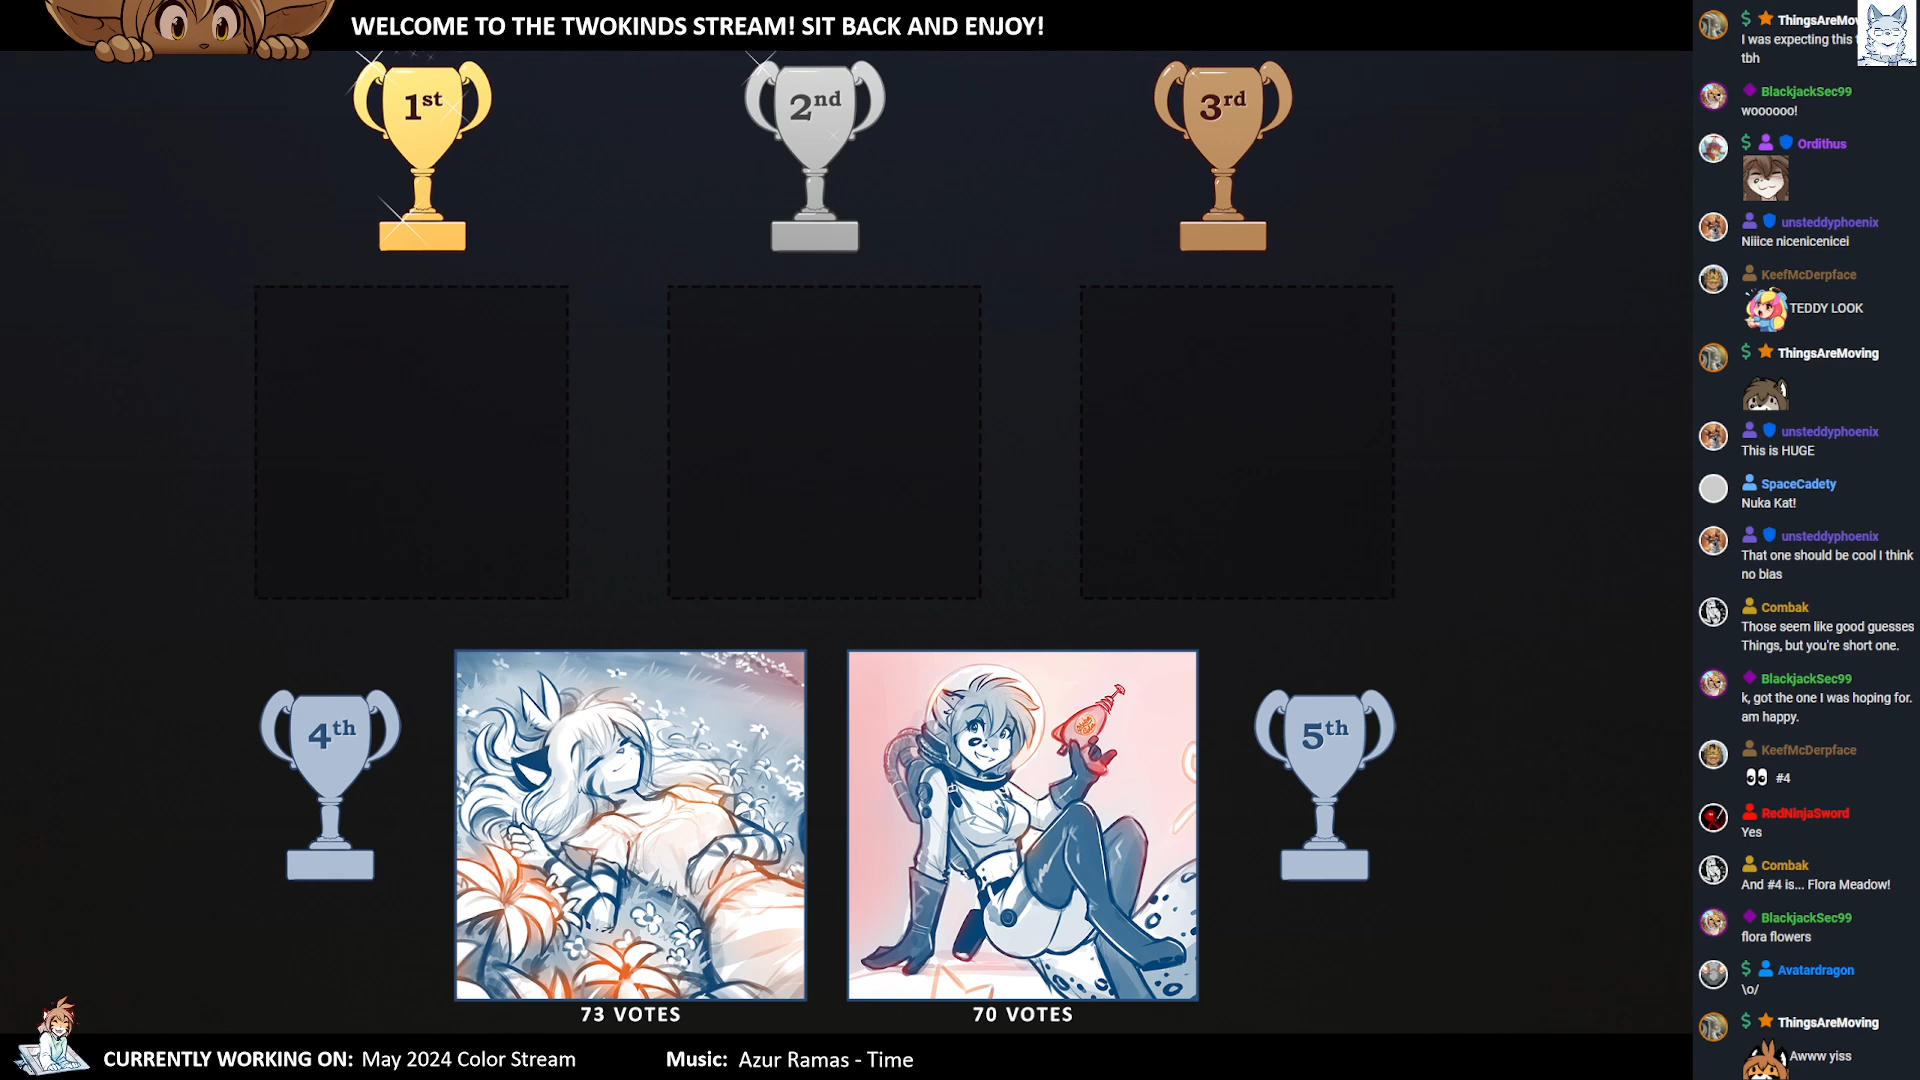 WELCOME TO THE TWOKINDS STREAM! SIT BACK AND ENJOY!
1st
2nd
3rd
4th
5th
73 VOTES
70 VOTES
CURRENTLY WORKING ON: May 2024 Color Stream
Music: Azur Ramas - Time
I was expecting this
tbh
BlackjackSec99
woooooo!
Ordithus
unsteddyphoenix
Niiice nicenicenicei
KeefMcDerpface
TEDDY LOOK
ThingsAreMoving
unsteddyphoenix
This is HUGE
SpaceCadety
Nuka Kat!
unsteddyphoenix
That one should be cool I think
no bias
Combak
Those seem like good guesses
Things, but you're short one.
BlackjackSec99
k, got the one I was hoping for.
am happy.
KeefMcDerpface
#4
RedNinjaSword
Yes
Combak
And #4 is... Flora Meadow!
BlackjackSec99
flora flowers
Avatardragon
\o/
ThingsAreMoving
Awww yiss